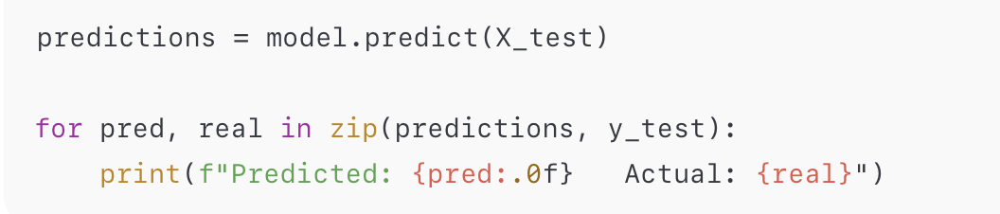 predictions = model.predict(X_test)
for pred, real in zip(predictions, y_test):
    print(f"Predicted: {pred:.0f}   Actual: {real}")